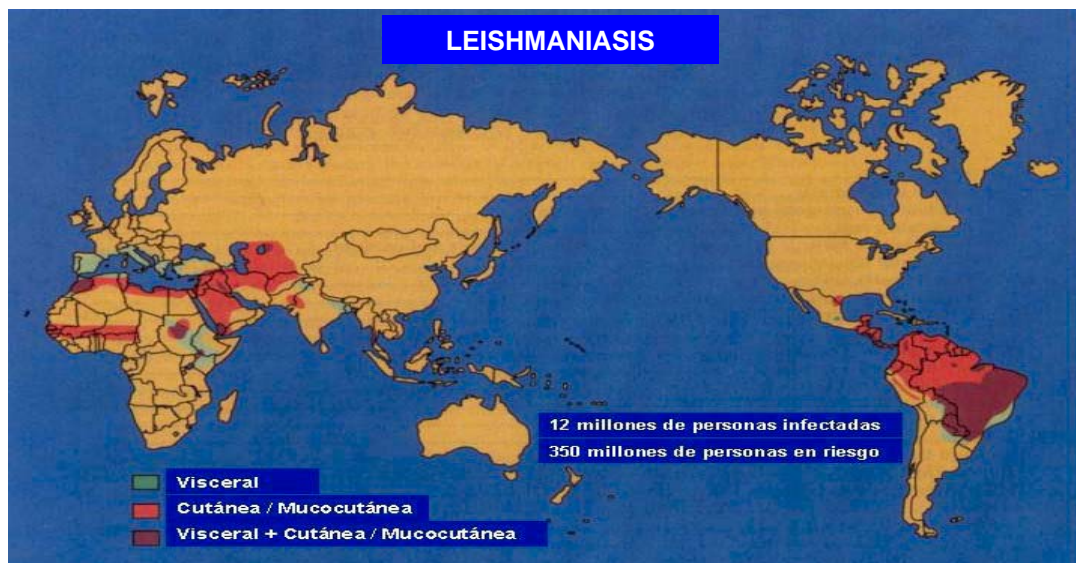 LEISHMANIASIS
12 millones de personas infectadas
350 millones de personas en riesgo
Visceral
Cutánea / Mucocutánea
Visceral + Cutánea / Mucocutánea